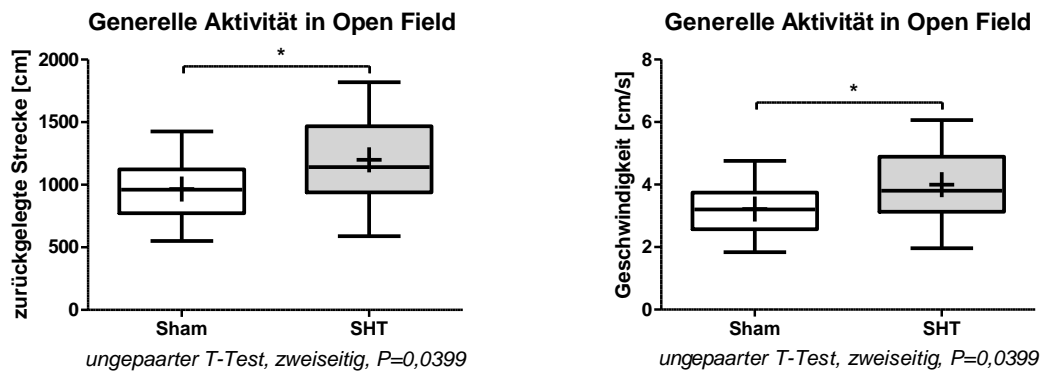 Generelle Aktivität in Open Field
zurückgelegte Strecke [cm]
2000
1500
1000
500
0
*
Sham
SHT
ungepaarter T-Test, zweiseitig, P=0,0399
Generelle Aktivität in Open Field
Geschwindigkeit [cm/s]
8
6
4
2
0
*
Sham
SHT
ungepaarter T-Test, zweiseitig, P=0,0399